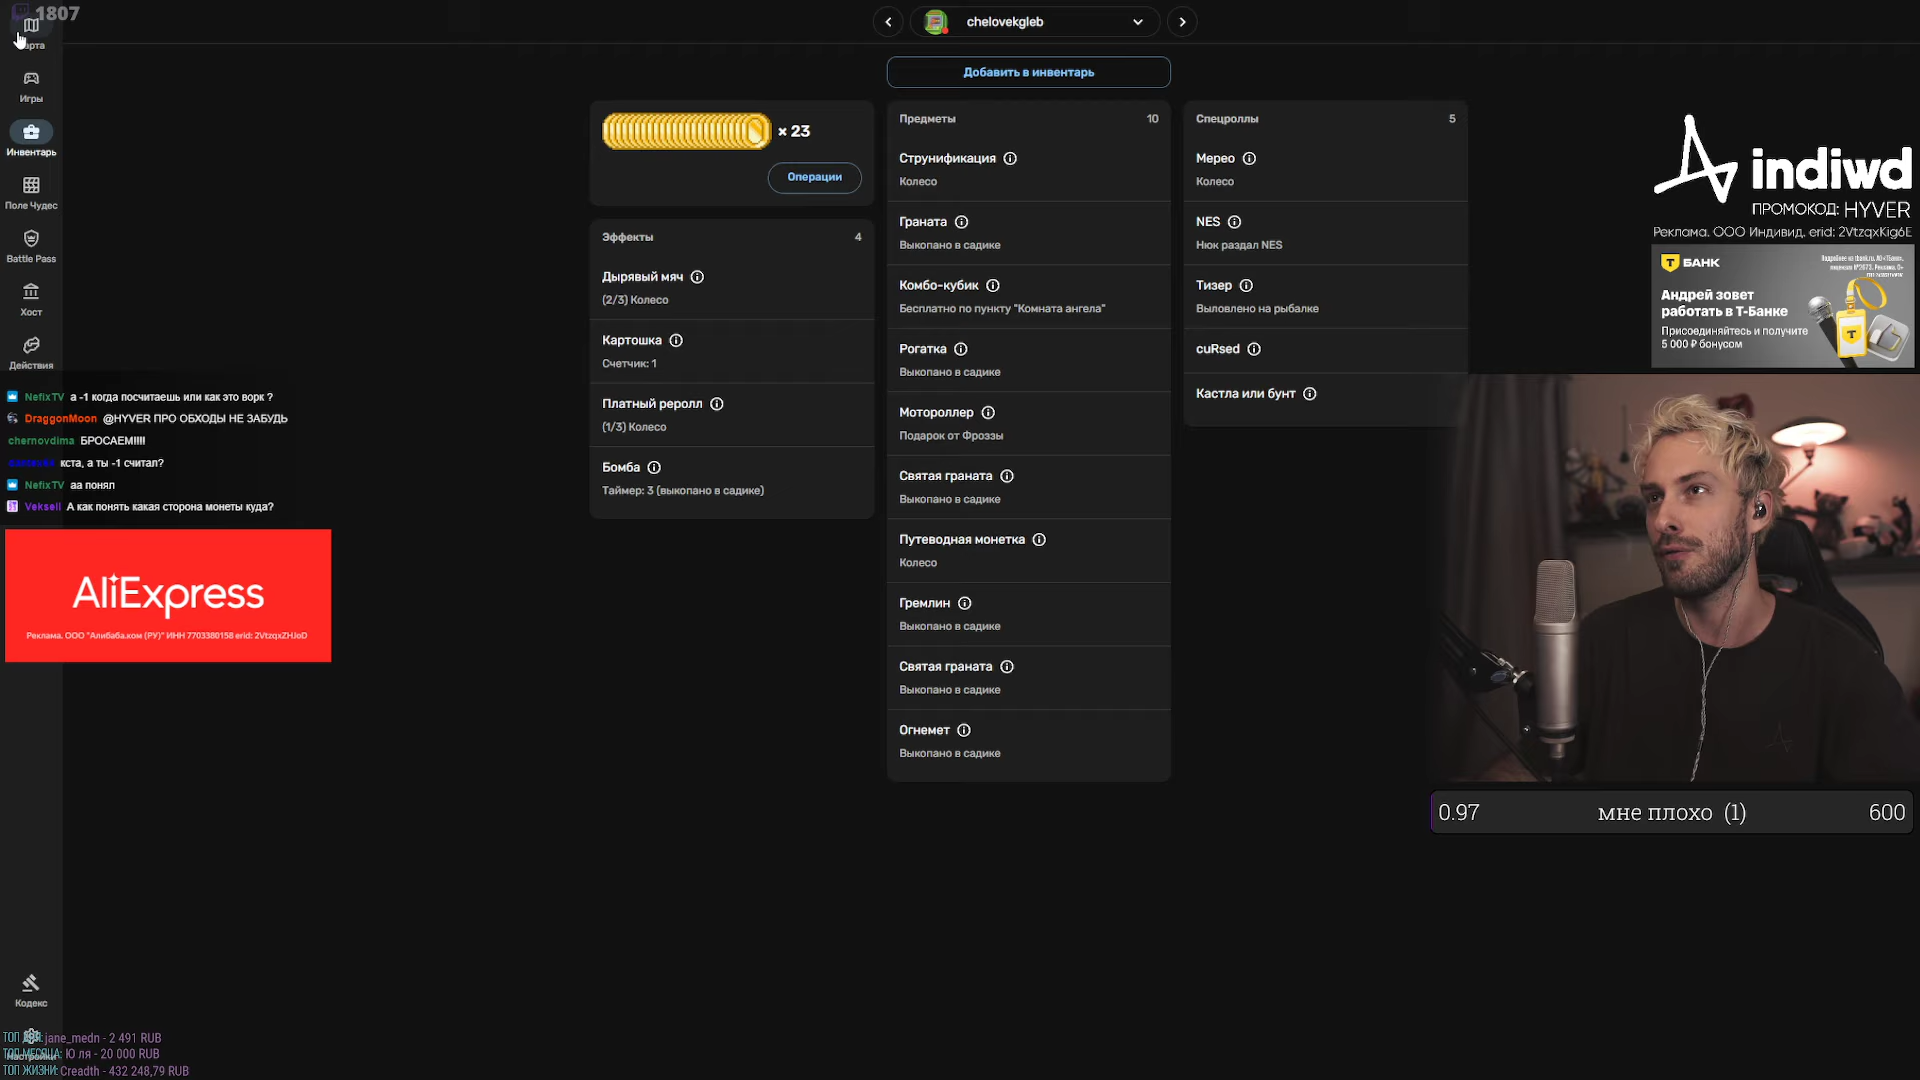 1807
Карта
Игры
Инвентарь
Поле Чудес
Battle Pass
Хост
Действия
chelovekgleb
Добавить в инвентарь
× 23
Операции
Эффекты 4
Дырявый мяч
(2/3) Колесо
Картошка
Счетчик: 1
Платный реролл
(1/3) Колесо
Бомба
Таймер: 3 (выкопано в садике)
Предметы 10
Струнификация
Колесо
Граната
Выкопано в садике
Комбо-кубик
Бесплатно по пункту "Комната ангела"
Рогатка
Выкопано в садике
Мотороллер
Подарок от Фроззы
Святая граната
Выкопано в садике
Путеводная монетка
Колесо
Гремлин
Выкопано в садике
Святая граната
Выкопано в садике
Огнемет
Выкопано в садике
Спецроллы 5
Мерео
Колесо
NES
Нюк раздал NES
Тизер
Выловлено на рыбалке
cuRsed
Кастла или бунт
indiwd
ПРОМОКОД: HYVER
Реклама. ООО Индивид. erid: 2VtzqxKig6E
Т БАНК
Андрей зовет
работать в Т-Банке
Присоединяйтесь и получите
5 000 ₽ бонусом
NefixTV а -1 когда посчитаешь или как это ворк ?
DraggonMoon @HYVER ПРО ОБХОДЫ НЕ ЗАБУДЬ
chernovdima БРОСАЕМ!!!!
кста, а ты -1 считал?
NefixTV аа понял
Veksell А как понять какая сторона монеты куда?
AliExpress
Реклама. ООО "Алибаба.ком (РУ)" ИНН 7703380158 erid: 2VtzqxZHJoD
0.97 мне плохо (1) 600
Кодекс
Настройки
ТОП ДНЯ: jane_medn - 2 491 RUB
ТОП МЕСЯЦА: Ю ля - 20 000 RUB
ТОП ЖИЗНИ: Creadth - 432 248,79 RUB